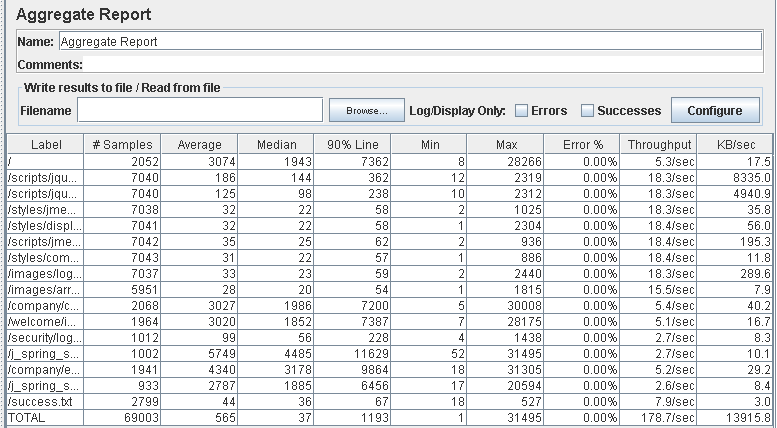 Aggregate Report
Name: Aggregate Report
Comments:
Write results to file / Read from file
Filename Browse... Log/Display Only: Errors Successes Configure
Label # Samples Average Median 90% Line Min Max Error % Throughput KB/sec
/ 2052 3074 1943 7362 8 28266 0.00% 5.3/sec 17.5
/scripts/jqu... 7040 186 144 362 12 2319 0.00% 18.3/sec 8335.0
/scripts/jqu... 7040 125 98 238 10 2312 0.00% 18.3/sec 4940.9
/styles/jme... 7038 32 22 58 2 1025 0.00% 18.3/sec 35.8
/styles/displ... 7041 32 22 58 1 2304 0.00% 18.4/sec 56.0
/scripts/jme... 7042 35 25 62 2 936 0.00% 18.4/sec 195.3
/styles/com... 7043 31 22 57 1 886 0.00% 18.4/sec 11.8
/images/log... 7037 33 23 59 2 2440 0.00% 18.3/sec 289.6
/images/arr... 5951 28 20 54 1 1815 0.00% 15.5/sec 7.9
/company/c... 2068 3027 1986 7200 5 30008 0.00% 5.4/sec 40.2
/welcome/i... 1964 3020 1852 7387 7 28175 0.00% 5.1/sec 16.7
/security/log... 1012 99 56 228 4 1438 0.00% 2.7/sec 8.3
/j_spring_s... 1002 5749 4485 11629 52 31495 0.00% 2.7/sec 10.1
/company/e... 1941 4340 3178 9864 18 31305 0.00% 5.2/sec 29.2
/j_spring_s... 933 2787 1885 6456 17 20594 0.00% 2.6/sec 8.4
/success.txt 2799 44 36 67 18 527 0.00% 7.9/sec 3.0
TOTAL 69003 565 37 1193 1 31495 0.00% 178.7/sec 13915.8